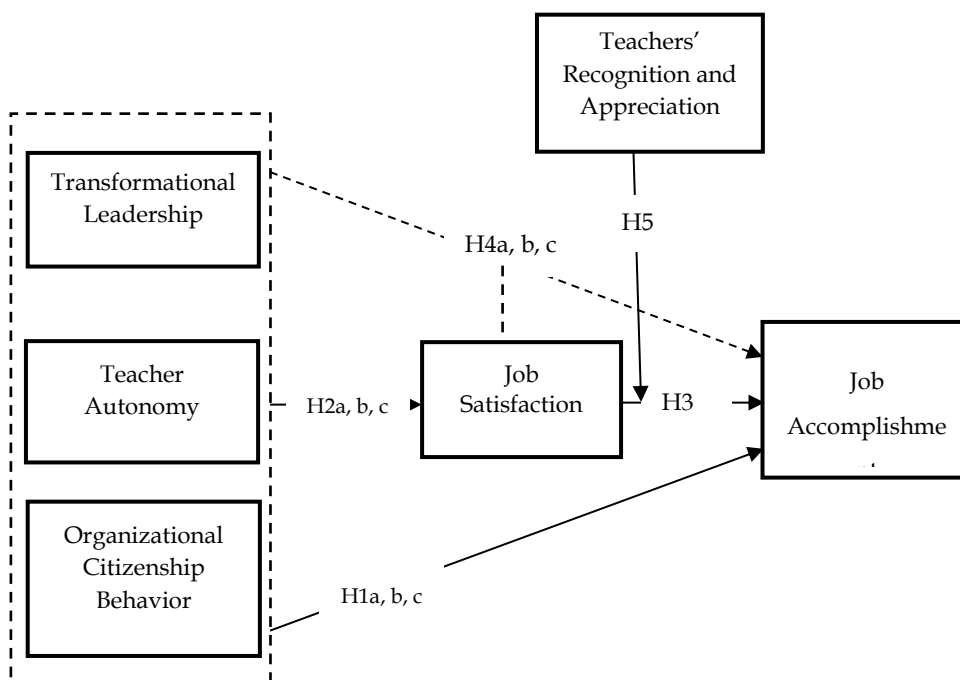 Teachers’
Recognition and
Appreciation
Transformational
Leadership
H5
H4a, b, c
Teacher
Autonomy
H2a, b, c
Job
Satisfaction
H3
Job
Accomplishme
Organizational
Citizenship
Behavior
H1a, b, c